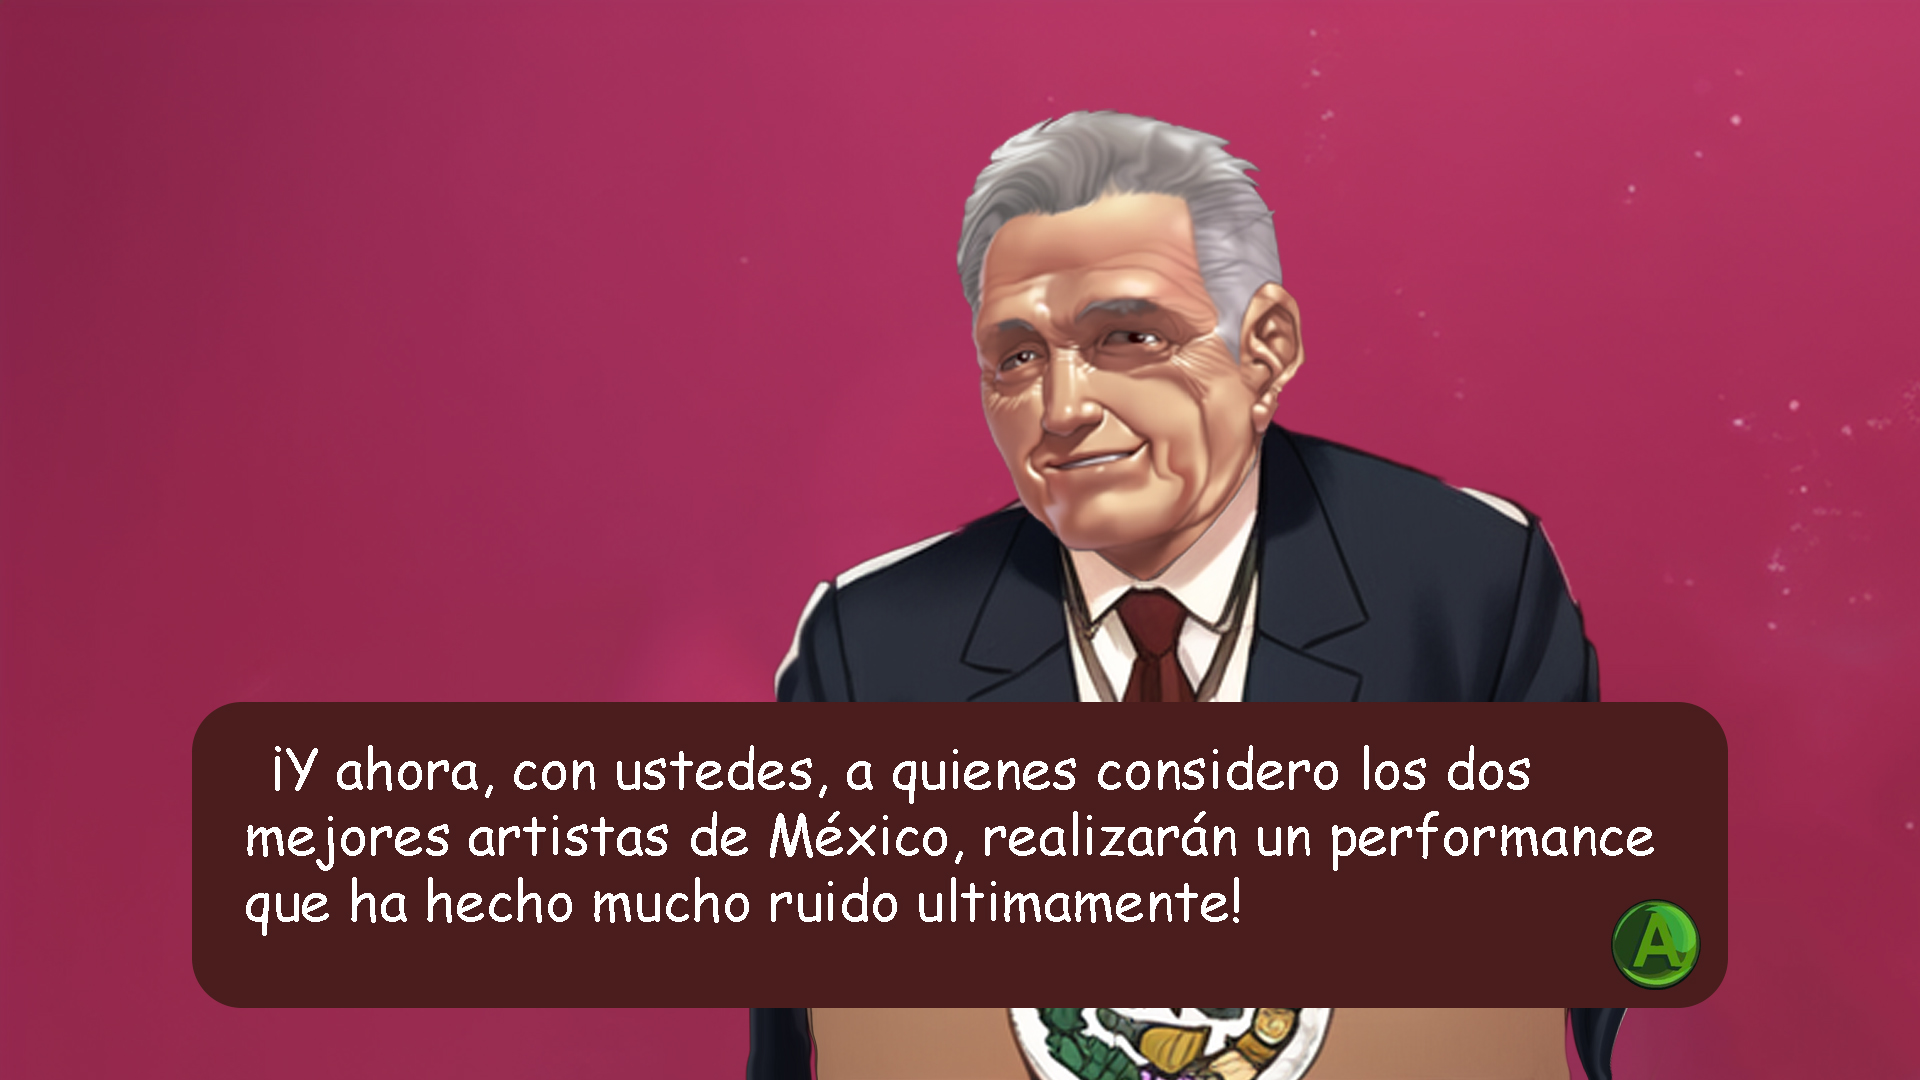 ¡Y ahora, con ustedes, a quienes considero los dos
mejores artistas de México, realizarán un performance
que ha hecho mucho ruido ultimamente!
A